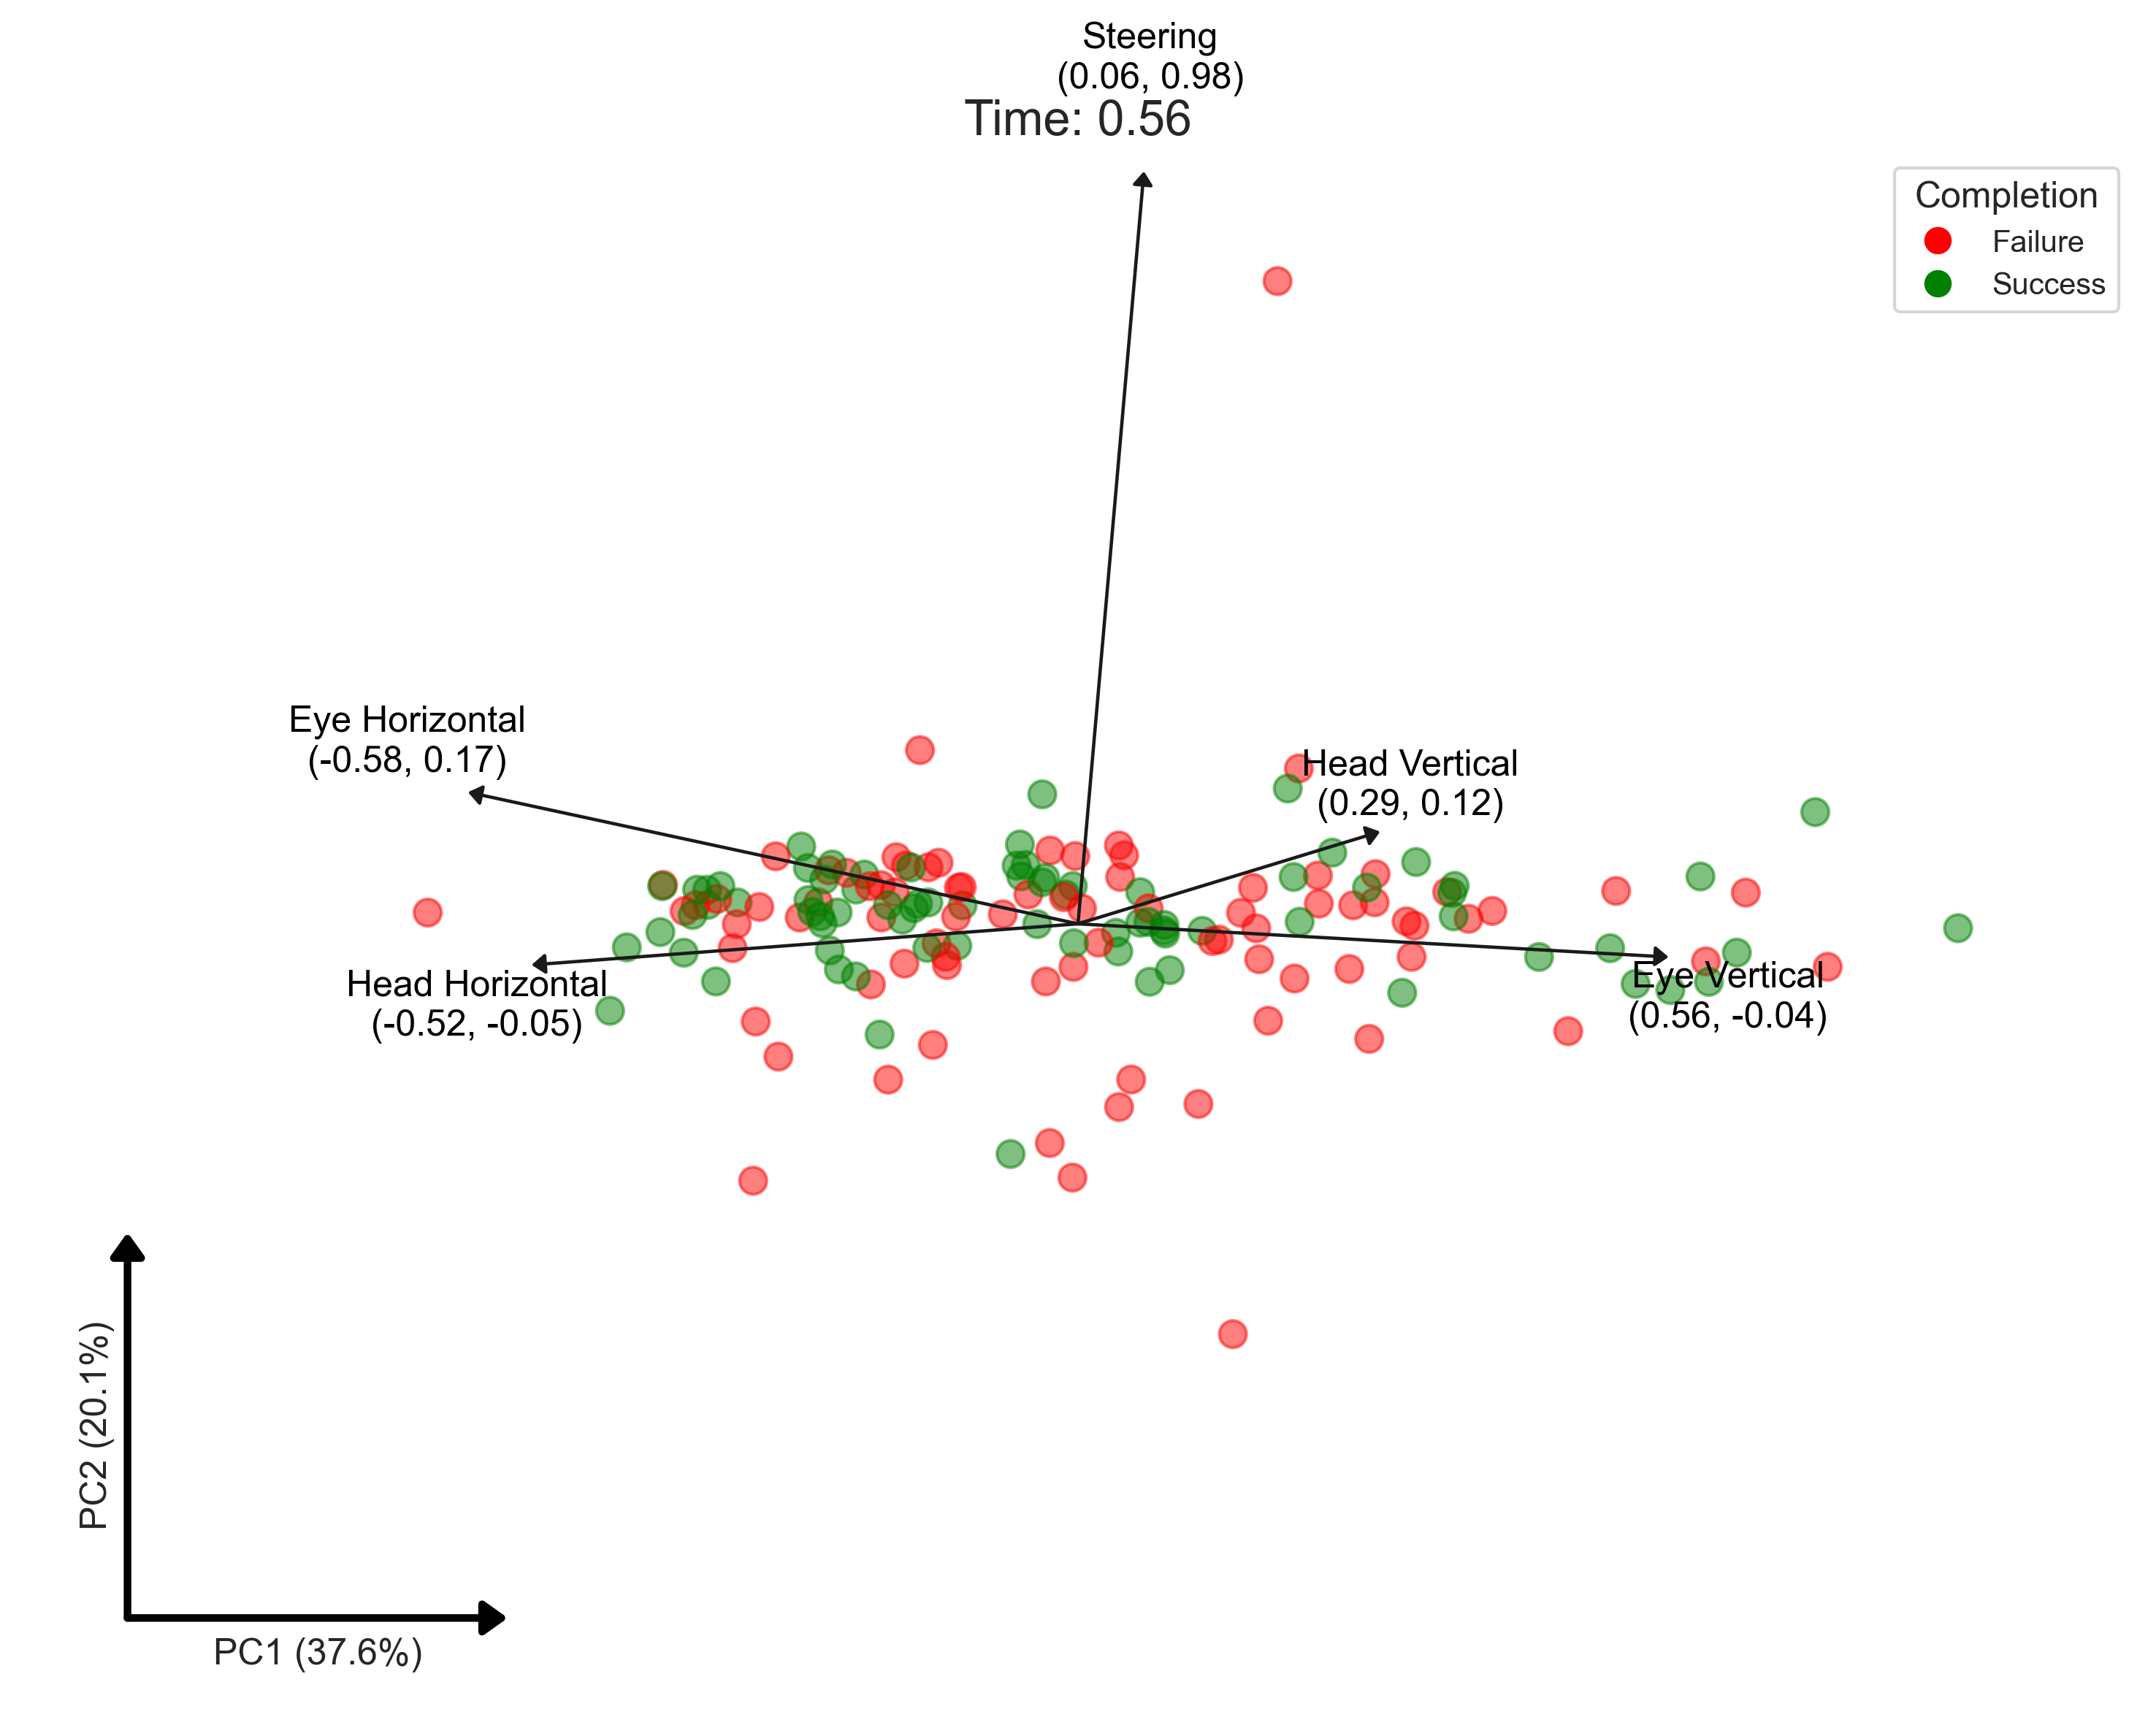 Steering
(0.06, 0.98)
Time: 0.56
Completion
Failure
Success
Eye Horizontal
(-0.58, 0.17)
Head Vertical
(0.29, 0.12)
Head Horizontal
(-0.52, -0.05)
Eye Vertical
(0.56, -0.04)
PC2 (20.1%)
PC1 (37.6%)